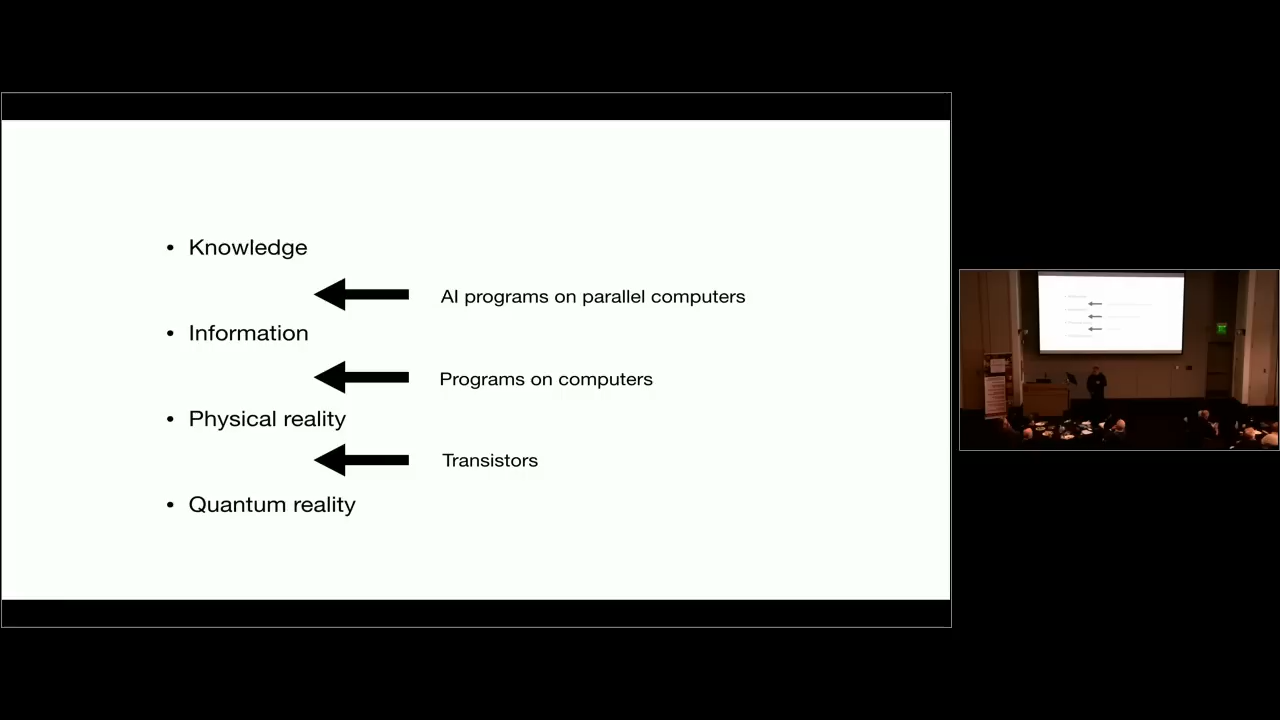 • Knowledge
AI programs on parallel computers
• Information
Programs on computers
• Physical reality
Transistors
• Quantum reality